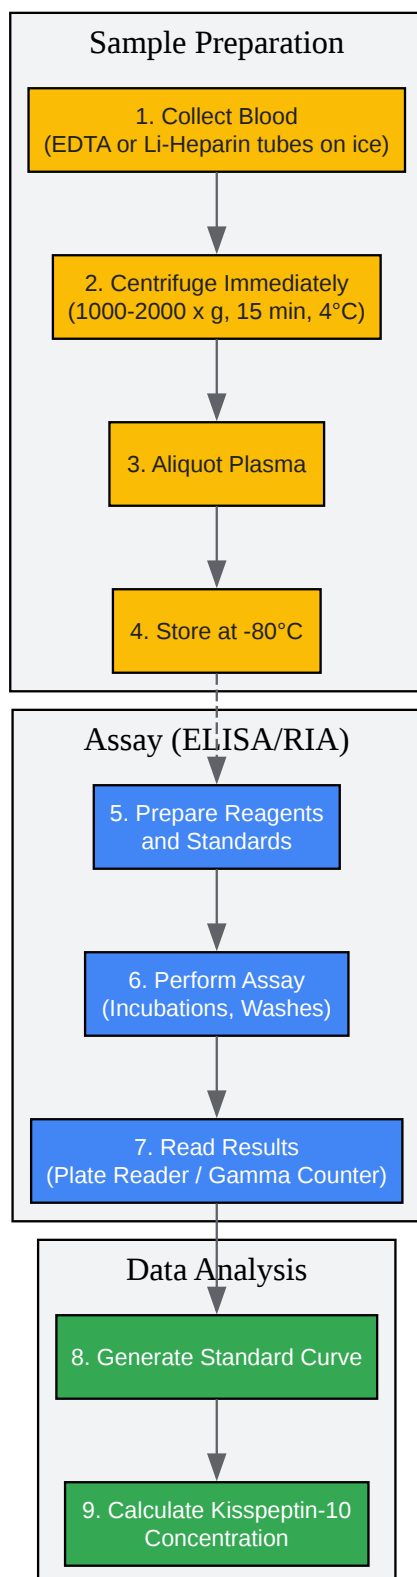 Sample Preparation
1. Collect Blood
(EDTA or Li-Heparin tubes on ice)
2. Centrifuge Immediately
(1000-2000 x g, 15 min, 4°C)
3. Aliquot Plasma
4. Store at -80°C
Assay (ELISA/RIA)
5. Prepare Reagents
and Standards
6. Perform Assay
(Incubations, Washes)
7. Read Results
(Plate Reader / Gamma Counter)
Data Analysis
8. Generate Standard Curve
9. Calculate Kisspeptin-10
Concentration